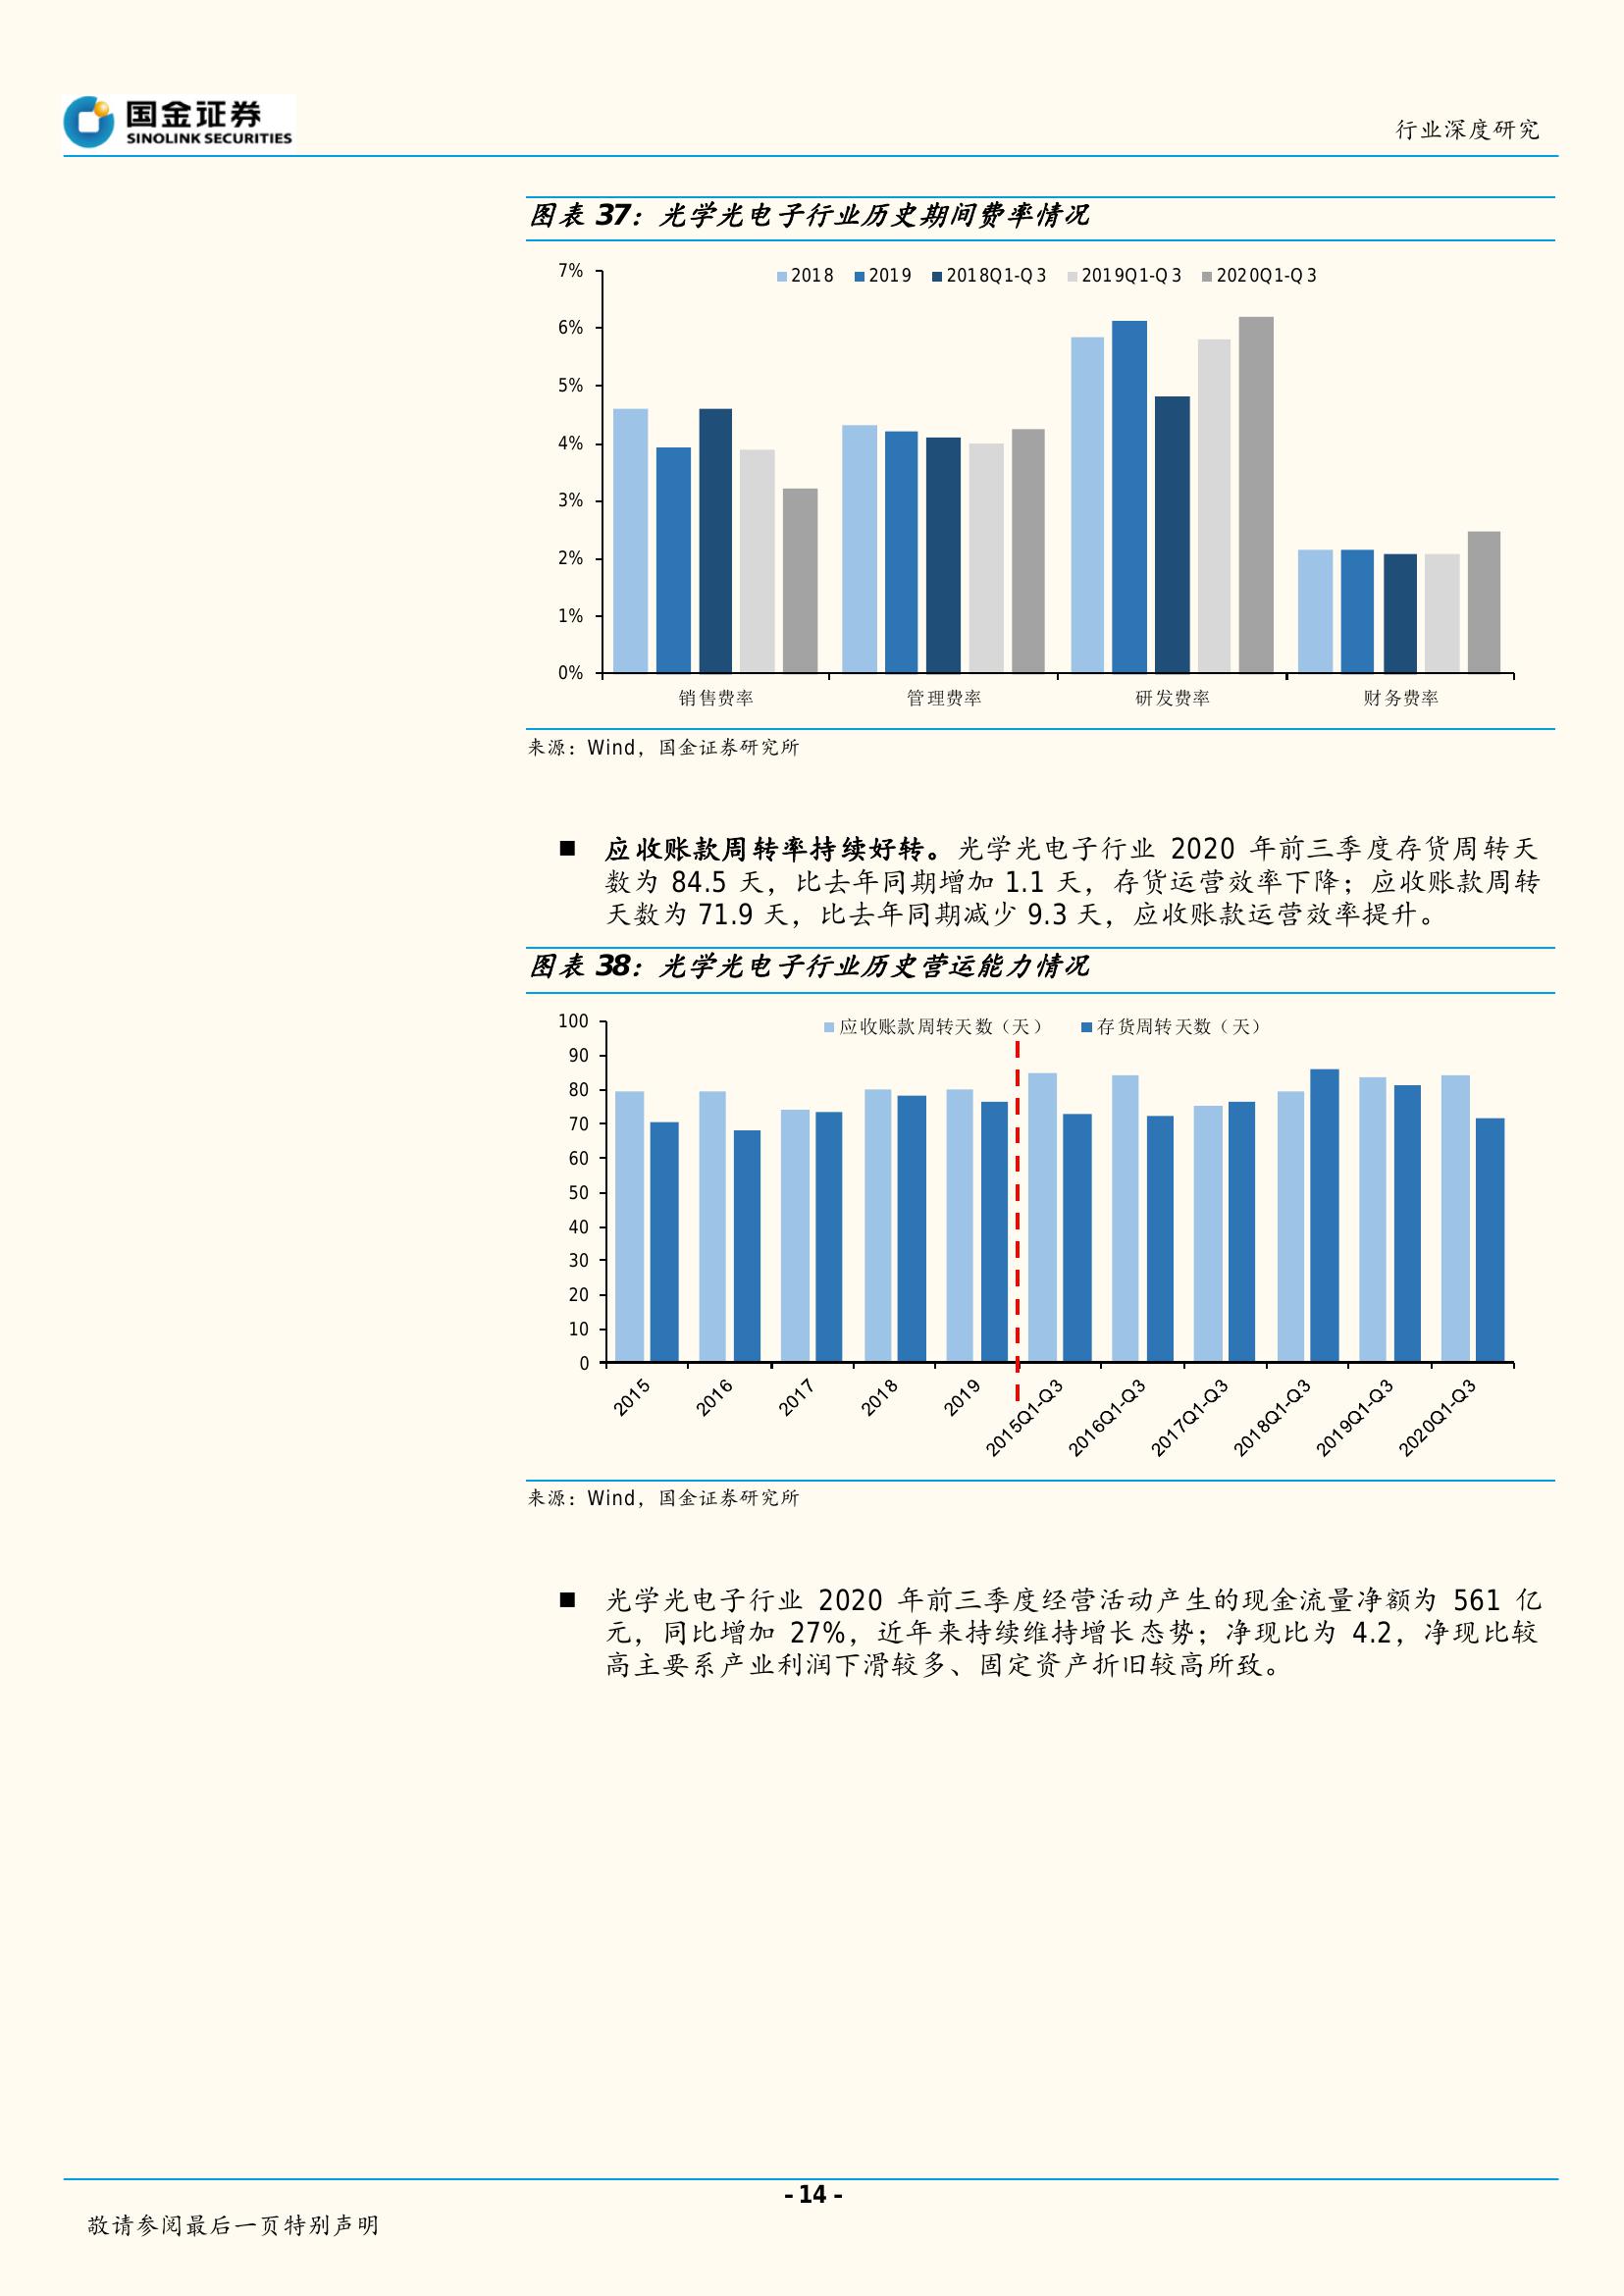 国金证券
SINOLINK SECURITIES
行业深度研究
图表 37：光学光电子行业历史期间费率情况
2018 2019 2018Q1-Q3 2019Q1-Q3 2020Q1-Q3
7%
6%
5%
4%
3%
2%
1%
0%
销售费率 管理费率 研发费率 财务费率
来源：Wind，国金证券研究所
■ 应收账款周转率持续好转。光学光电子行业 2020 年前三季度存货周转天
数为 84.5 天，比去年同期增加 1.1 天，存货运营效率下降；应收账款周转
天数为 71.9 天，比去年同期减少 9.3 天，应收账款运营效率提升。
图表 38：光学光电子行业历史营运能力情况
应收账款周转天数（天） 存货周转天数（天）
100
90
80
70
60
50
40
30
20
10
0
2015 2016 2017 2018 2019 2015Q1-Q3 2016Q1-Q3 2017Q1-Q3 2018Q1-Q3 2019Q1-Q3 2020Q1-Q3
来源：Wind，国金证券研究所
■ 光学光电子行业 2020 年前三季度经营活动产生的现金流量净额为 561 亿
元，同比增加 27%，近年来持续维持增长态势；净现比为 4.2，净现比较
高主要系产业利润下滑较多、固定资产折旧较高所致。
- 14 -
敬请参阅最后一页特别声明